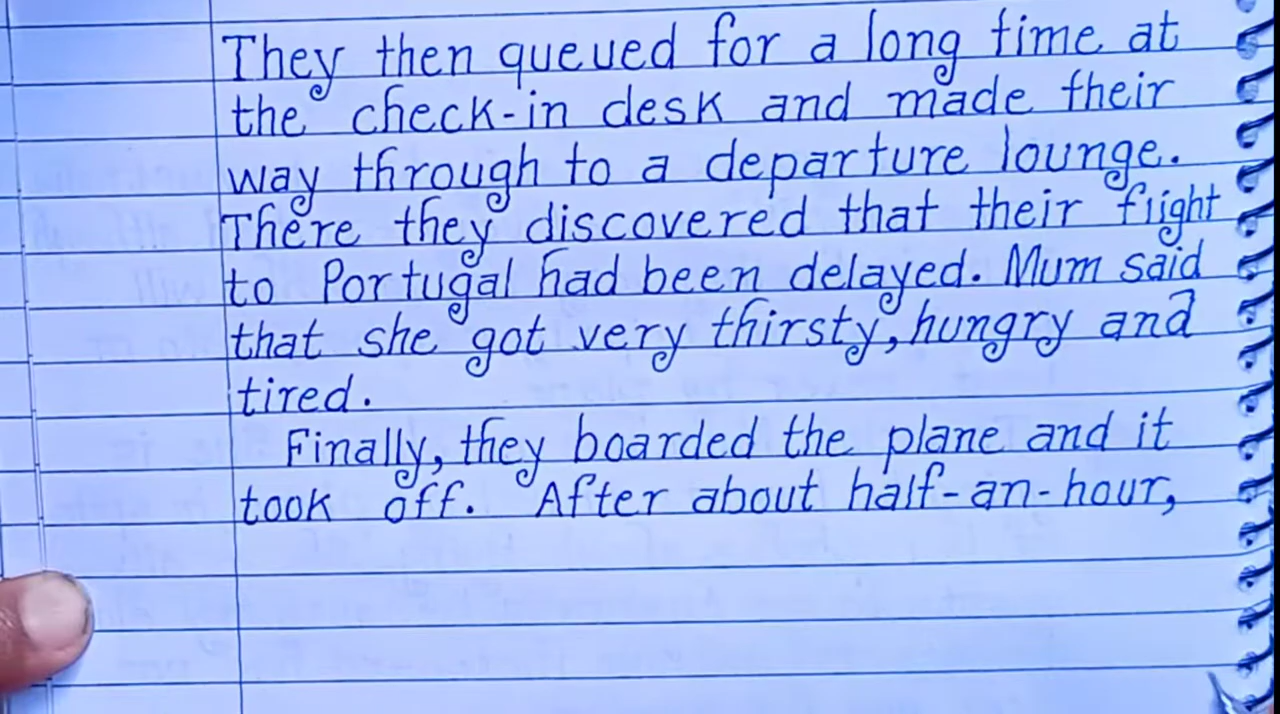 They then queued for a long time at
the check-in desk and made their
way through to a departure lounge.
There they discovered that their flight
to Portugal had been delayed. Mum said
that she got very thirsty, hungry and
tired.
Finally, they boarded the plane and it
took off. After about half-an-hour,